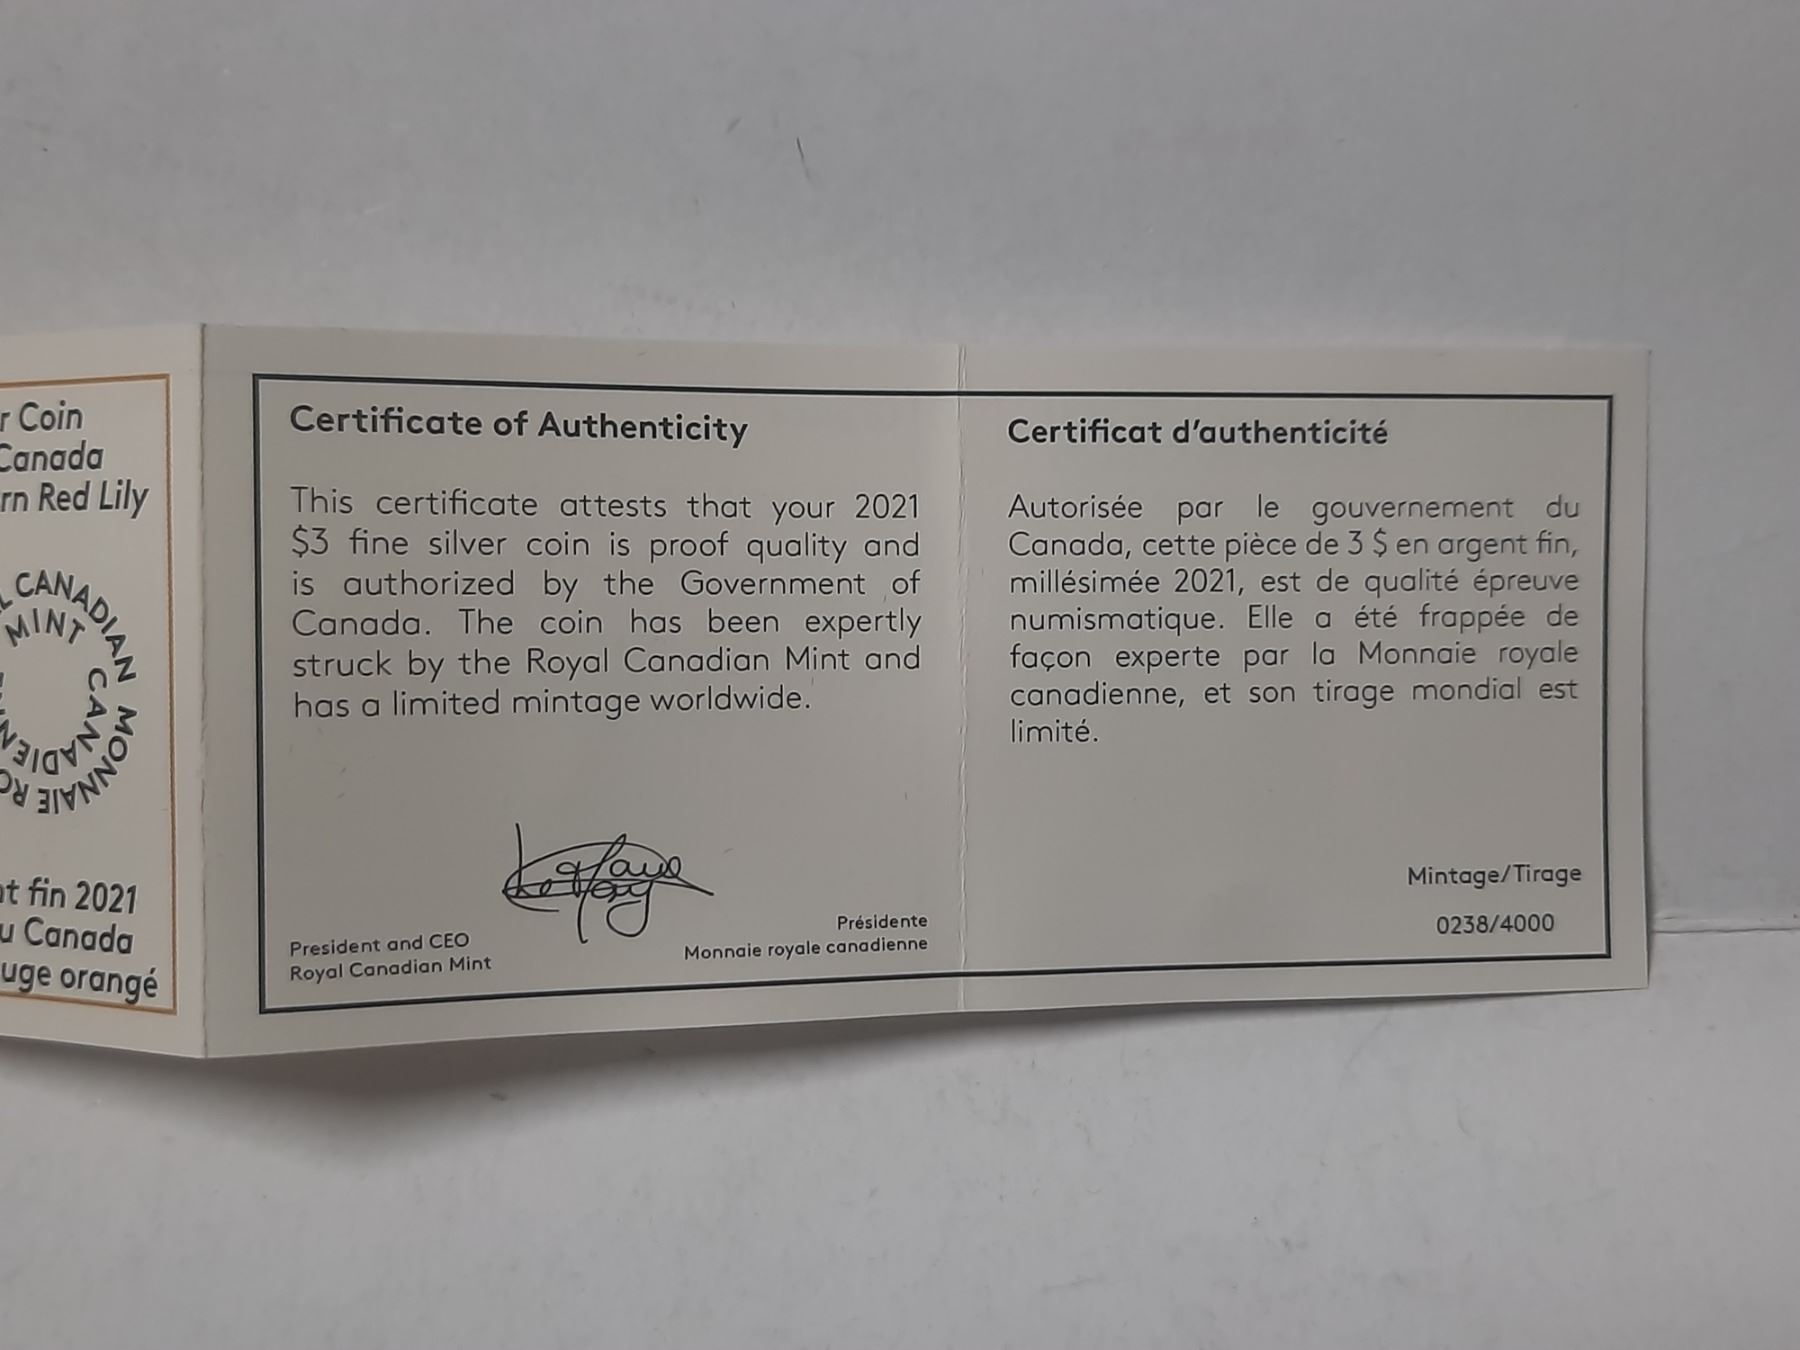 r Coin
Canada
rn Red Lily
L CANADIAN
MINT
MONNAIE RO
CANADIEN
nt fin 2021
u Canada
uge orangé
Certificate of Authenticity
This certificate attests that your 2021
$3 fine silver coin is proof quality and
is authorized by the Government of
Canada. The coin has been expertly
struck by the Royal Canadian Mint and
has a limited mintage worldwide.
President and CEO
Royal Canadian Mint
Présidente
Monnaie royale canadienne
Certificat d'authenticité
Autorisée par le gouvernement du
Canada, cette pièce de 3 $ en argent fin,
millésimée 2021, est de qualité épreuve
numismatique. Elle a été frappée de
façon experte par la Monnaie royale
canadienne, et son tirage mondial est
limité.
Mintage/Tirage
0238/4000